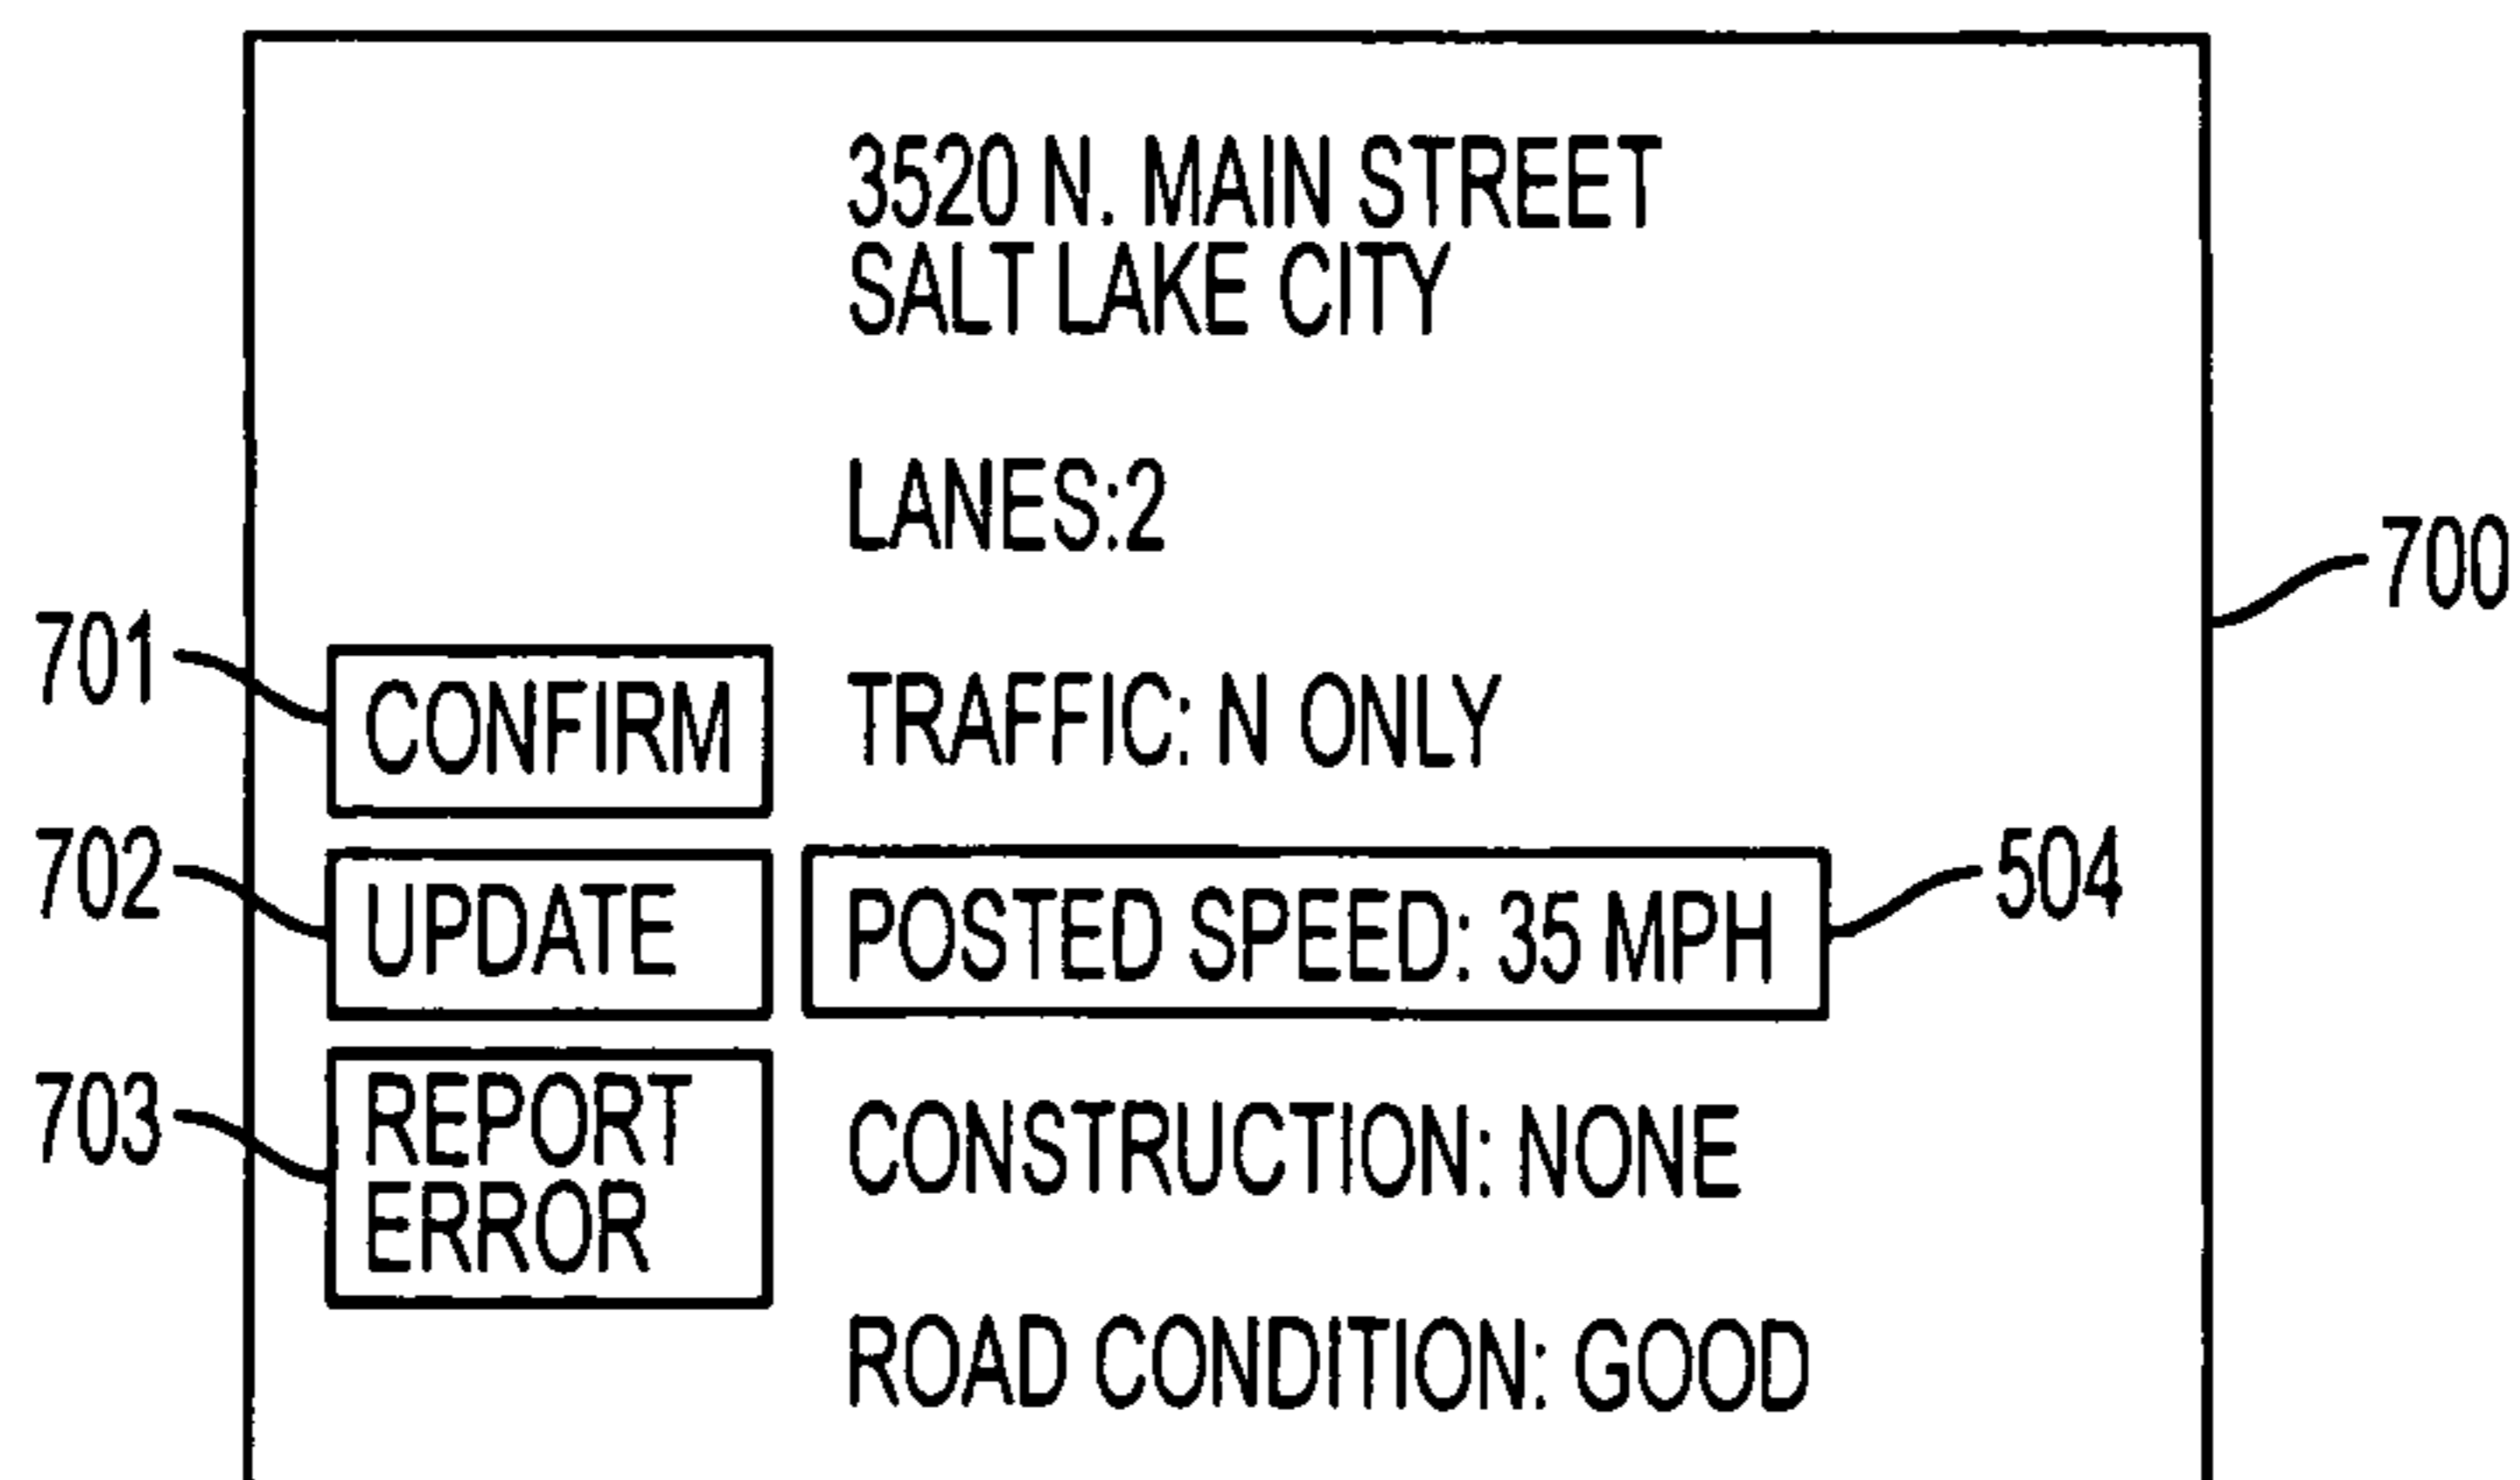 3520 N. MAIN STREET
SALT LAKE CITY
LANES:2
700
701
CONFIRM
TRAFFIC: N ONLY
702
UPDATE
POSTED SPEED: 35 MPH
504
703
REPORT
ERROR
CONSTRUCTION: NONE
ROAD CONDITION: GOOD